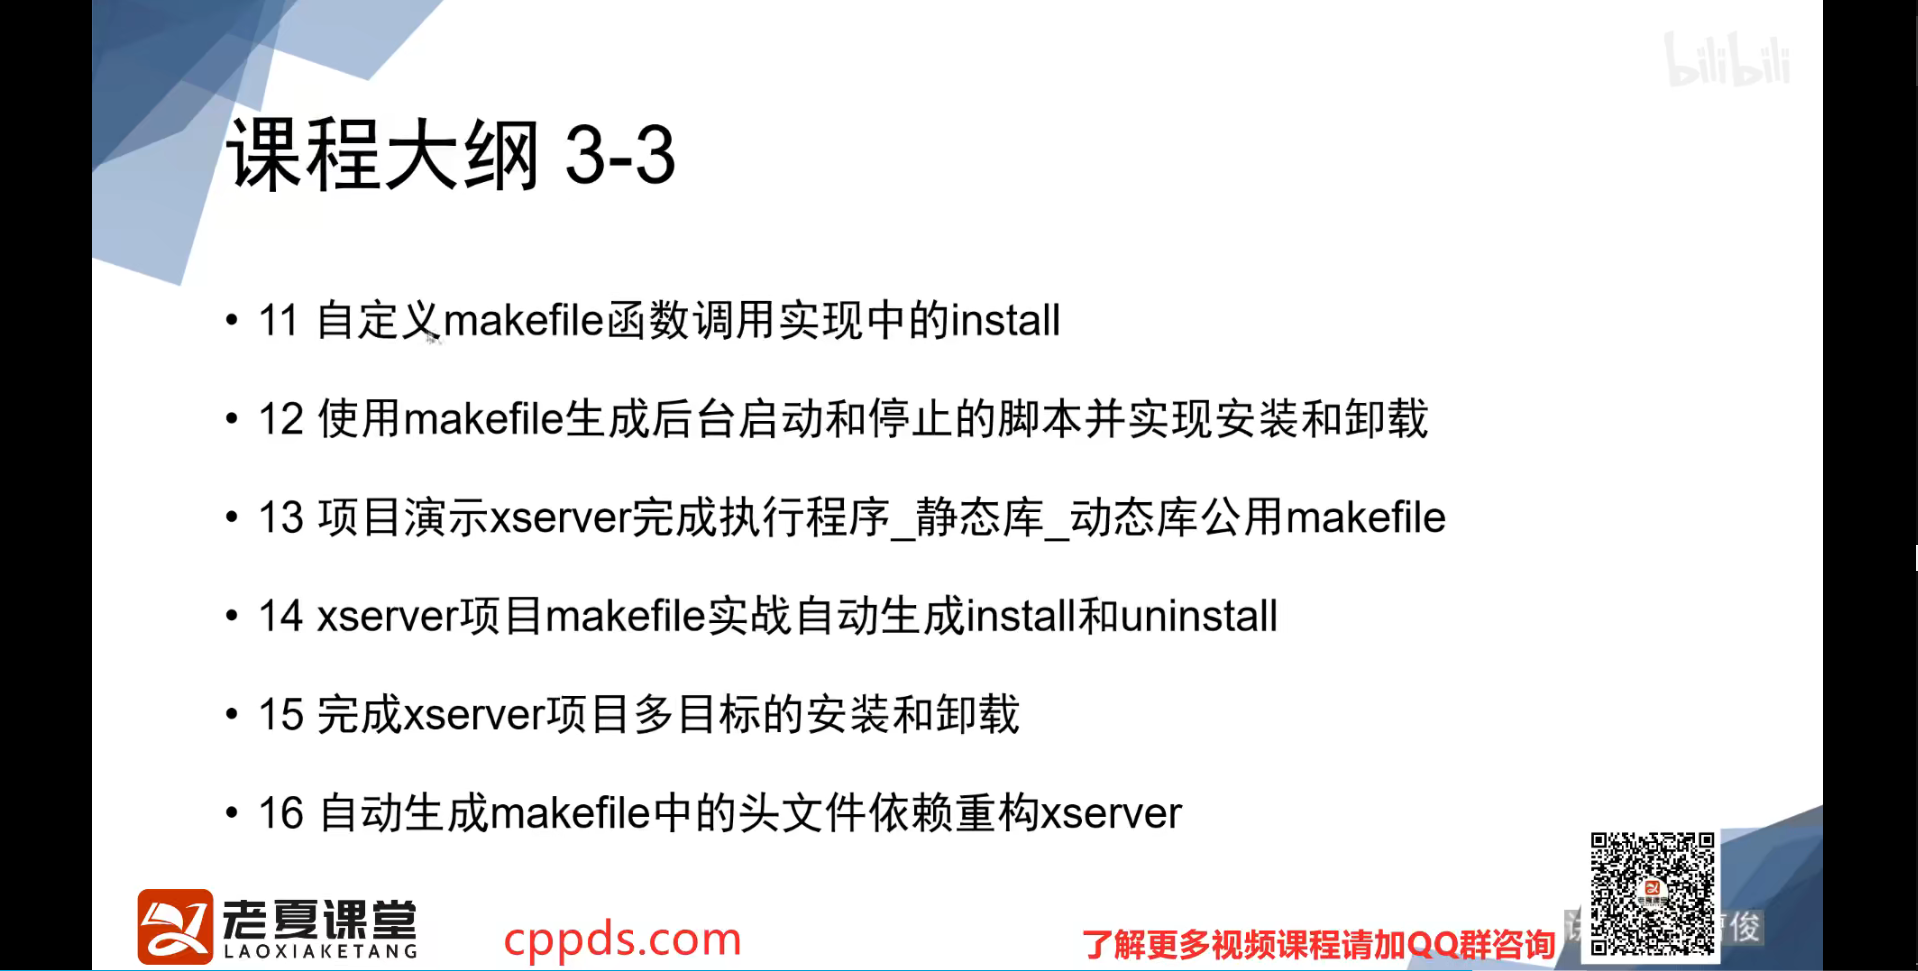 bilibili
课程大纲 3-3
• 11 自定义makefile函数调用实现中的install
• 12 使用makefile生成后台启动和停止的脚本并实现安装和卸载
• 13 项目演示xserver完成执行程序_静态库_动态库公用makefile
• 14 xserver项目makefile实战自动生成install和uninstall
• 15 完成xserver项目多目标的安装和卸载
• 16 自动生成makefile中的头文件依赖重构xserver
老夏课堂
LAOXIAKETANG
cppds.com
了解更多视频课程请加QQ群咨询
俊